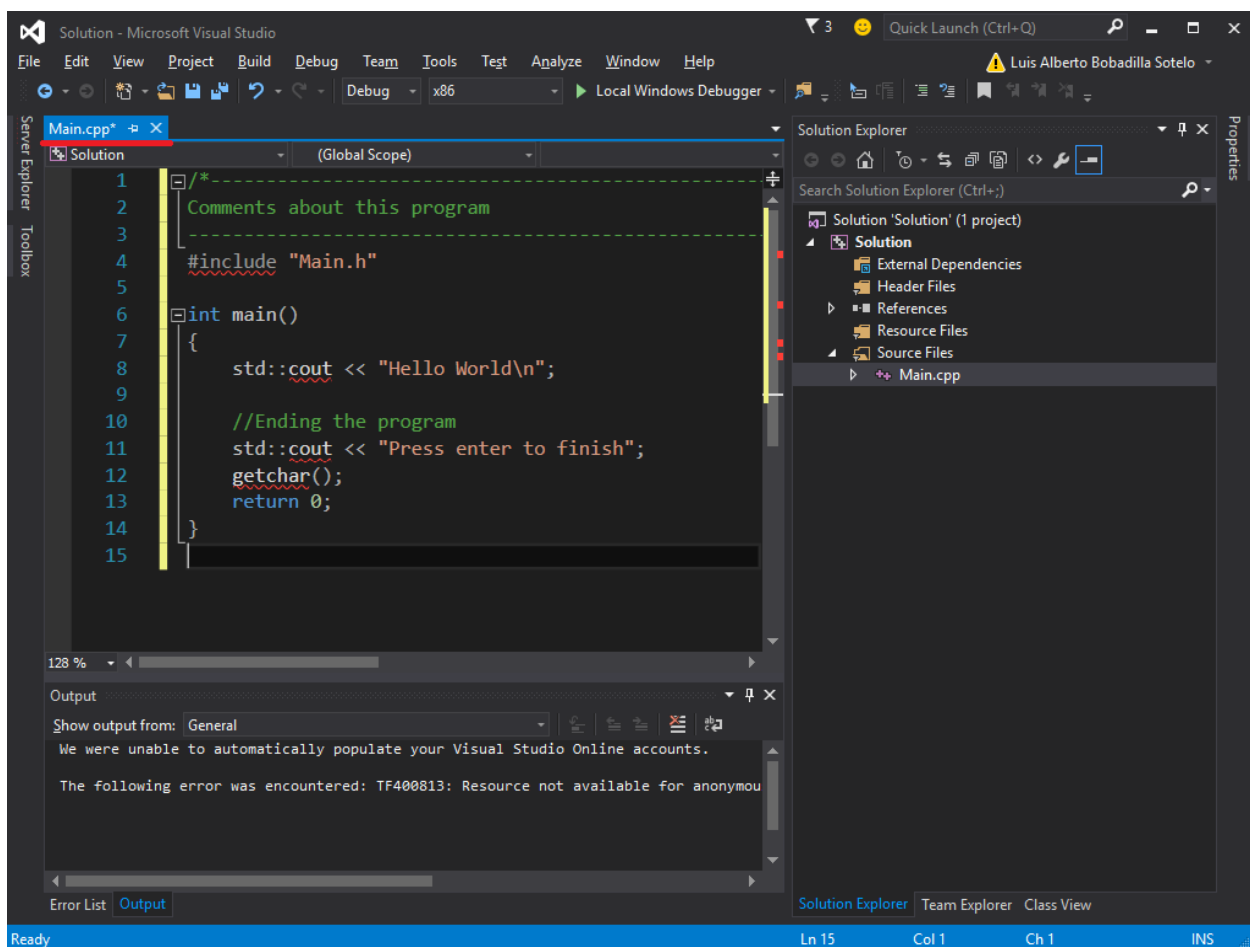 Solution - Microsoft Visual Studio
3
Quick Launch (Ctrl+Q)
File Edit View Project Build Debug Team Tools Test Analyze Window Help
Luis Alberto Bobadilla Sotelo
Debug x86 Local Windows Debugger
Server Explorer
Toolbox
Main.cpp*
Solution (Global Scope)
1 /*--------------------------------------------------
2 Comments about this program
3 ----------------------------------------------------
4 #include "Main.h"
5
6 int main()
7 {
8 std::cout << "Hello World\n";
9
10 //Ending the program
11 std::cout << "Press enter to finish";
12 getchar();
13 return 0;
14 }
15
128 %
Output
Show output from: General
We were unable to automatically populate your Visual Studio Online accounts.
The following error was encountered: TF400813: Resource not available for anonymou
Error List Output
Solution Explorer
Search Solution Explorer (Ctrl+;)
Solution 'Solution' (1 project)
Solution
External Dependencies
Header Files
References
Resource Files
Source Files
Main.cpp
Solution Explorer Team Explorer Class View
Properties
Ready Ln 15 Col 1 Ch 1 INS